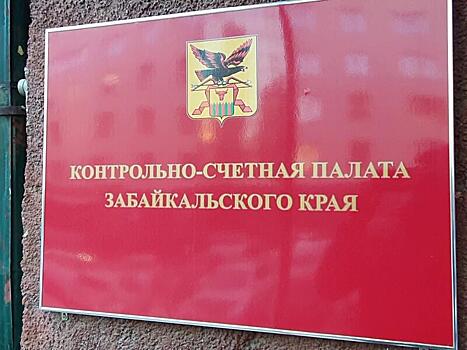 КОНТРОЛЬНО-СЧЕТНАЯ ПАЛАТА
ЗАБАЙКАЛЬСКОГО КРАЯ